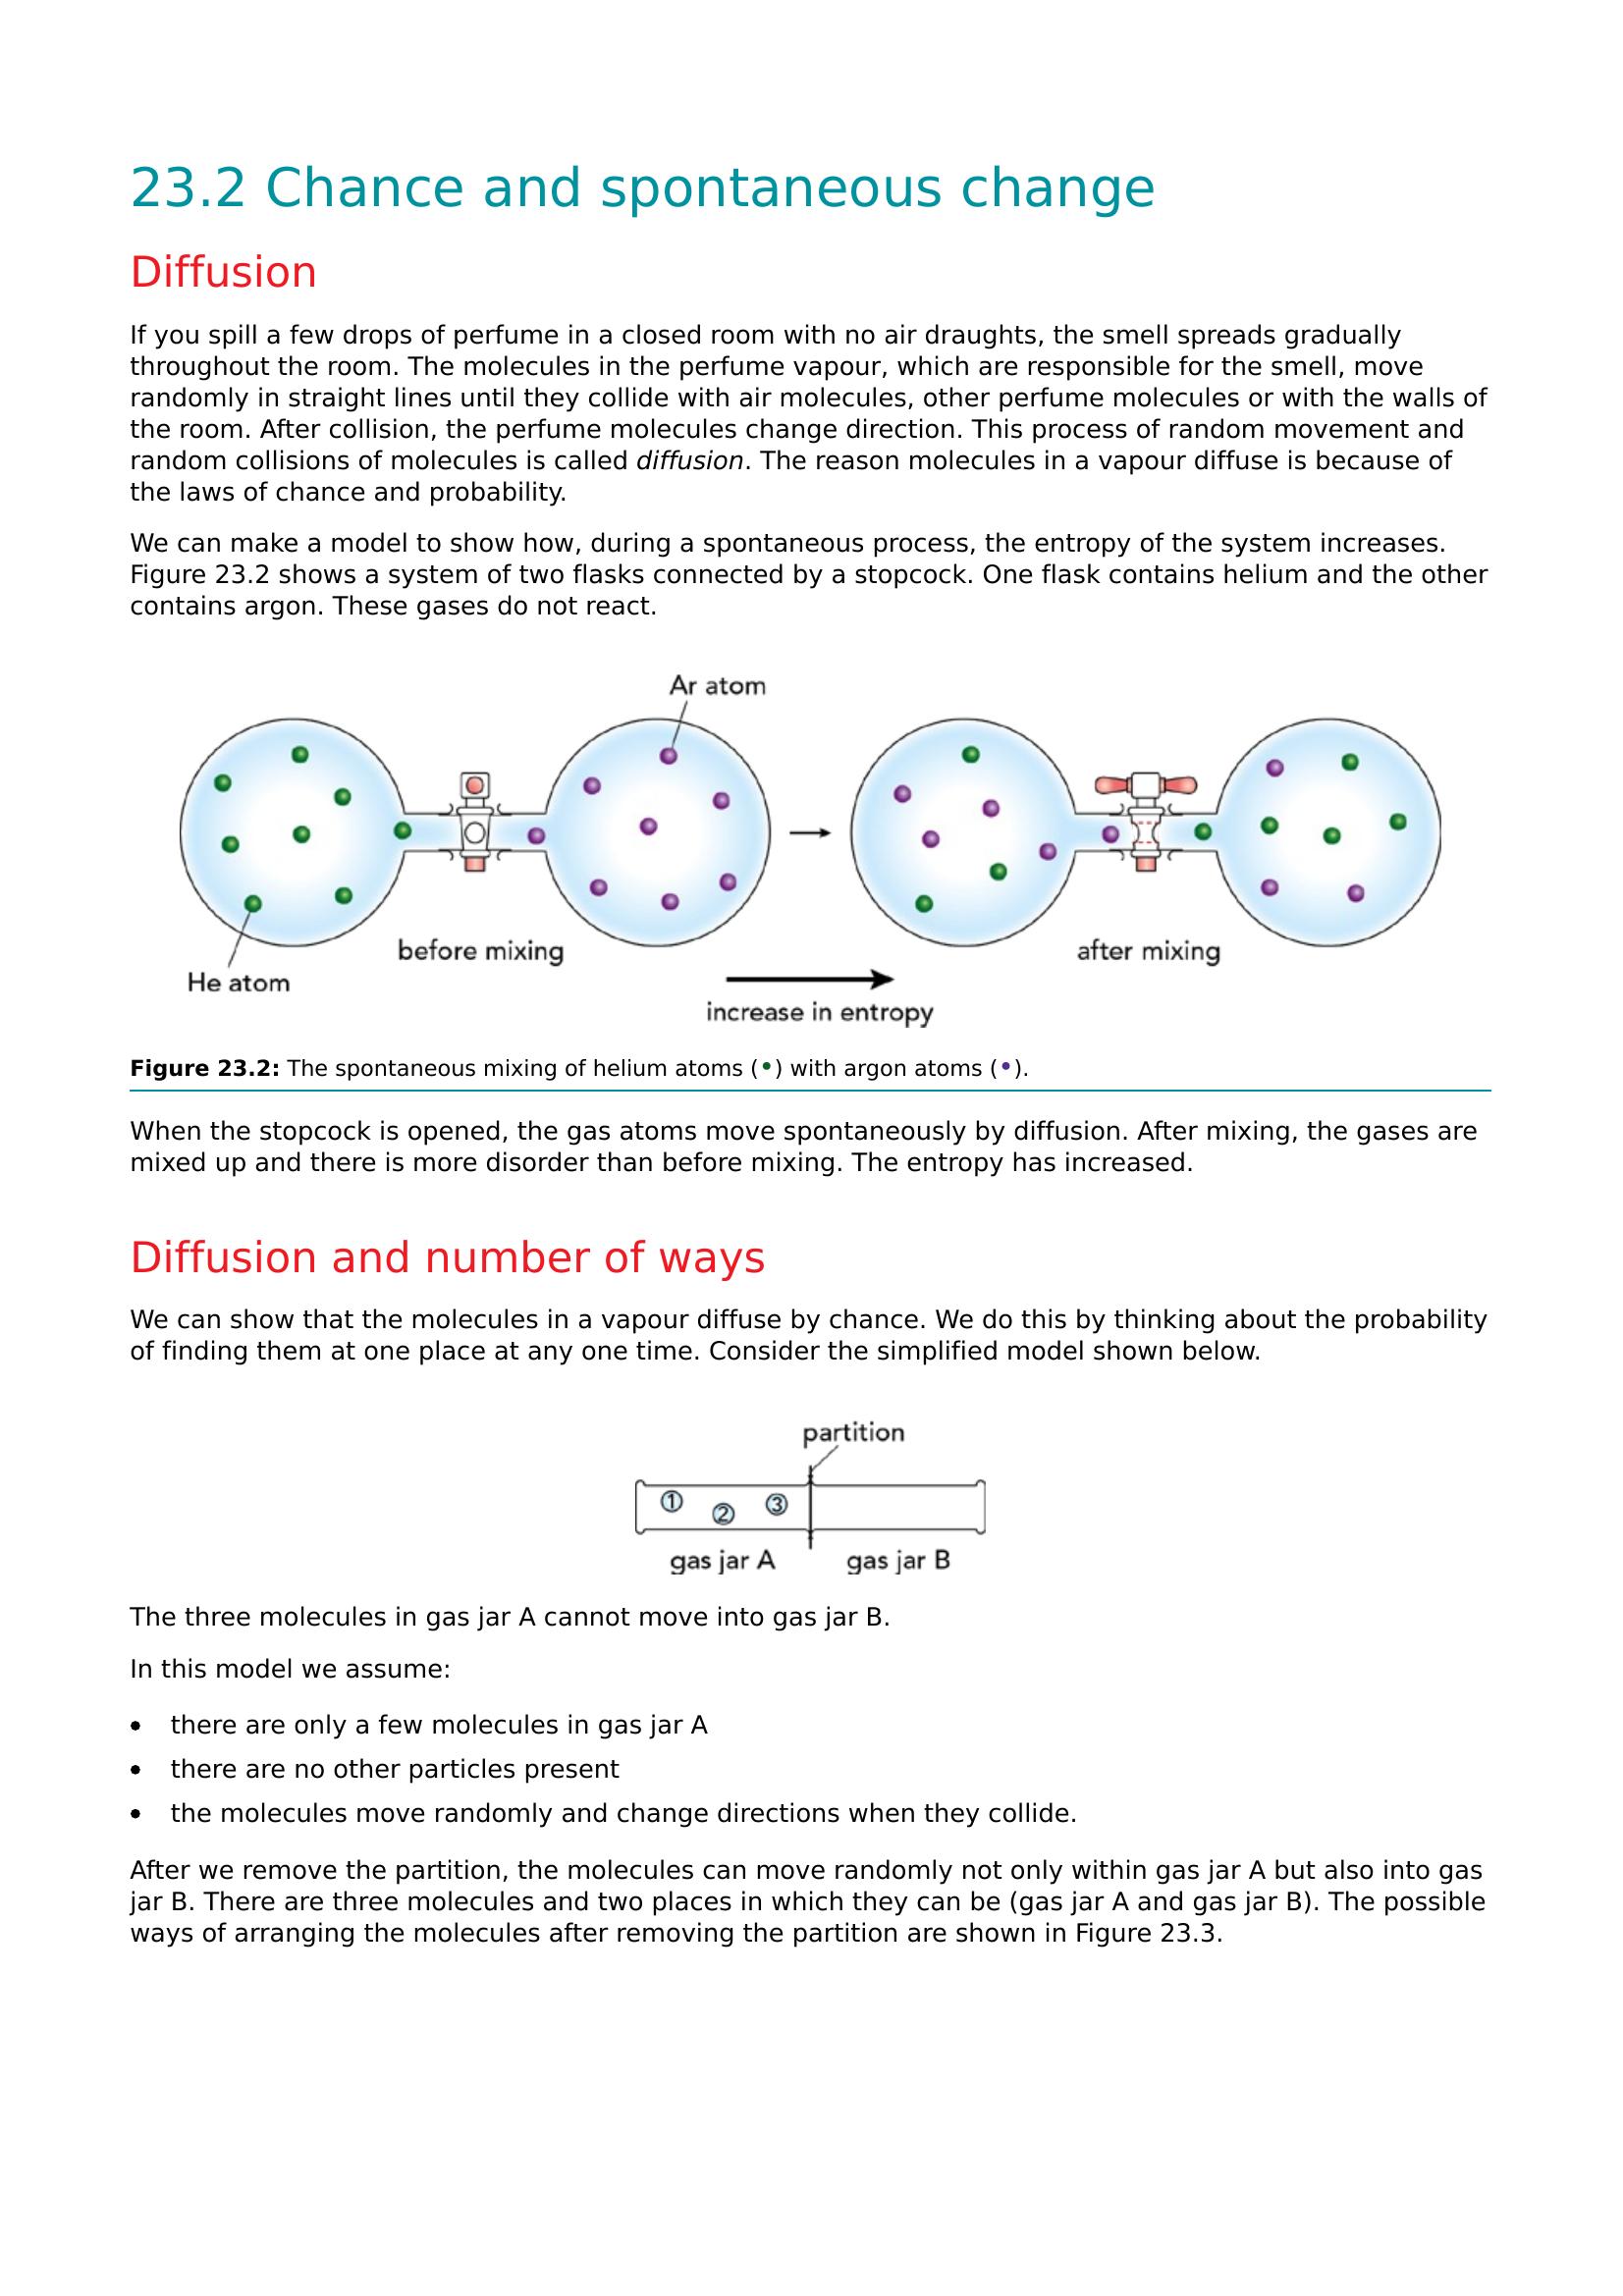 23.2 Chance and spontaneous change
Diffusion
If you spill a few drops of perfume in a closed room with no air draughts, the smell spreads gradually
throughout the room. The molecules in the perfume vapour, which are responsible for the smell, move
randomly in straight lines until they collide with air molecules, other perfume molecules or with the walls of
the room. After collision, the perfume molecules change direction. This process of random movement and
random collisions of molecules is called diffusion. The reason molecules in a vapour diffuse is because of
the laws of chance and probability.
We can make a model to show how, during a spontaneous process, the entropy of the system increases.
Figure 23.2 shows a system of two flasks connected by a stopcock. One flask contains helium and the other
contains argon. These gases do not react.
Ar atom
before mixing
after mixing
He atom
increase in entropy
Figure 23.2: The spontaneous mixing of helium atoms (•) with argon atoms (•).
When the stopcock is opened, the gas atoms move spontaneously by diffusion. After mixing, the gases are
mixed up and there is more disorder than before mixing. The entropy has increased.
Diffusion and number of ways
We can show that the molecules in a vapour diffuse by chance. We do this by thinking about the probability
of finding them at one place at any one time. Consider the simplified model shown below.
partition
① ② ③
gas jar A gas jar B
The three molecules in gas jar A cannot move into gas jar B.
In this model we assume:
• there are only a few molecules in gas jar A
• there are no other particles present
• the molecules move randomly and change directions when they collide.
After we remove the partition, the molecules can move randomly not only within gas jar A but also into gas
jar B. There are three molecules and two places in which they can be (gas jar A and gas jar B). The possible
ways of arranging the molecules after removing the partition are shown in Figure 23.3.